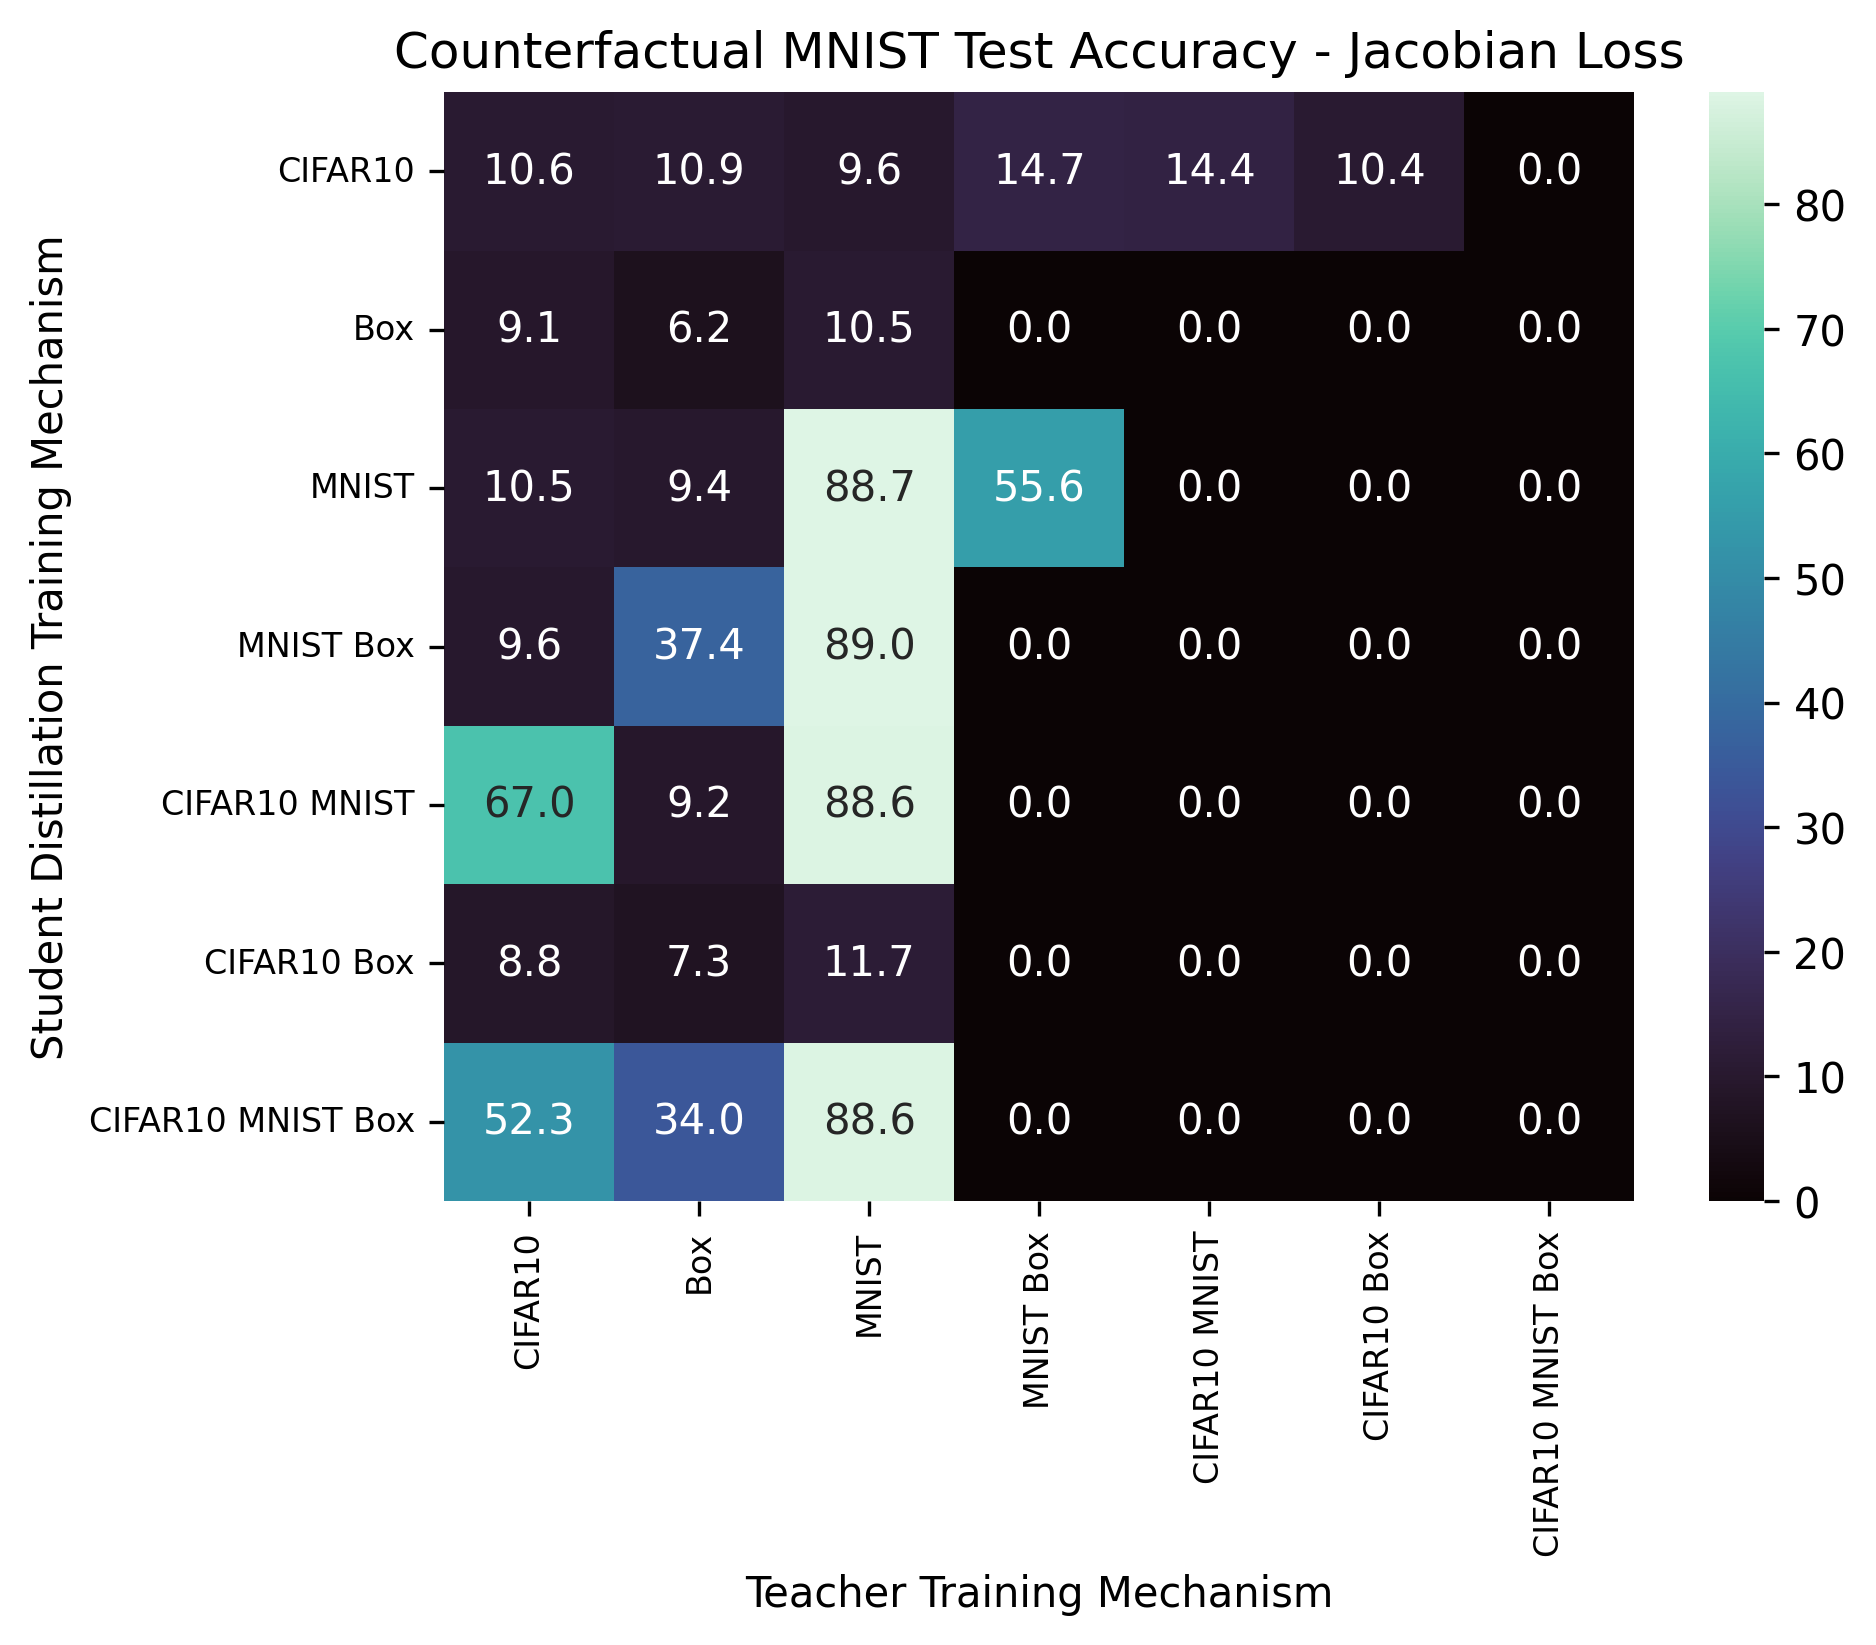 Counterfactual MNIST Test Accuracy - Jacobian Loss
Student Distillation Training Mechanism
CIFAR10 10.6 10.9 9.6 14.7 14.4 10.4 0.0
Box 9.1 6.2 10.5 0.0 0.0 0.0 0.0
MNIST 10.5 9.4 88.7 55.6 0.0 0.0 0.0
MNIST Box 9.6 37.4 89.0 0.0 0.0 0.0 0.0
CIFAR10 MNIST 67.0 9.2 88.6 0.0 0.0 0.0 0.0
CIFAR10 Box 8.8 7.3 11.7 0.0 0.0 0.0 0.0
CIFAR10 MNIST Box 52.3 34.0 88.6 0.0 0.0 0.0 0.0
CIFAR10
Box
MNIST
MNIST Box
CIFAR10 MNIST
CIFAR10 Box
CIFAR10 MNIST Box
Teacher Training Mechanism
80
70
60
50
40
30
20
10
0